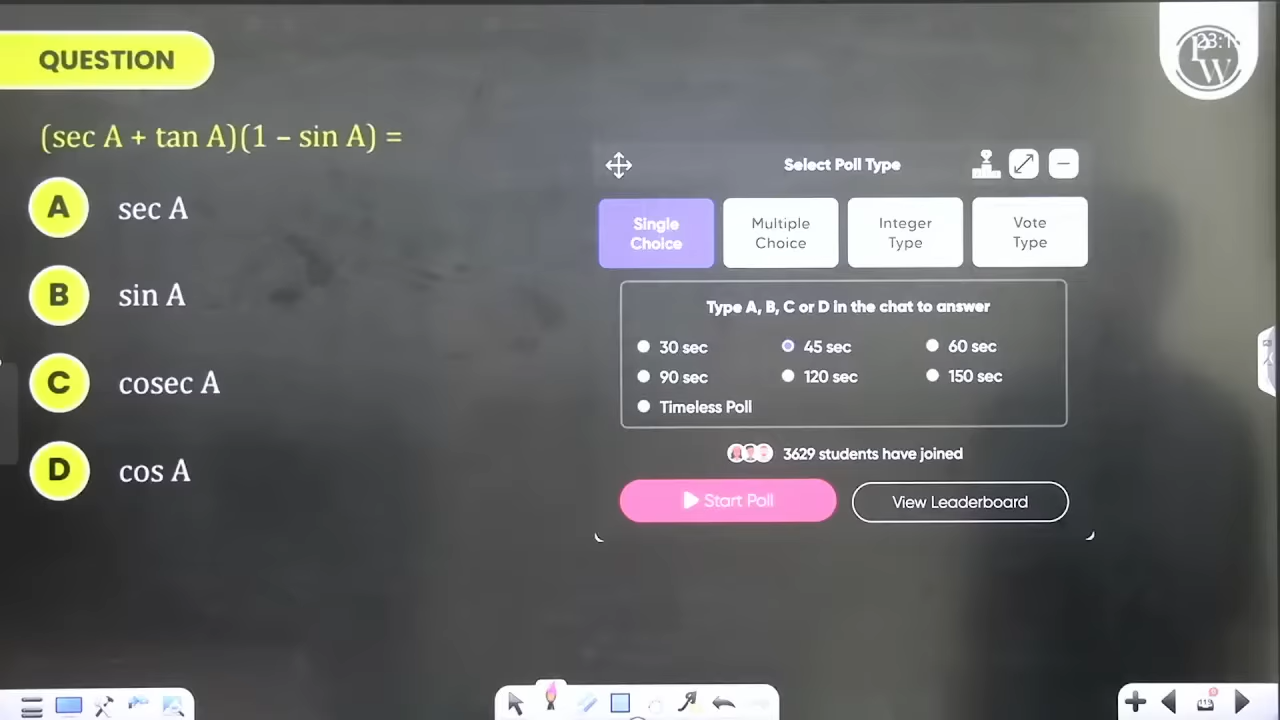 QUESTION
(sec A + tan A)(1 – sin A) =
A sec A
B sin A
C cosec A
D cos A
PW
Select Poll Type
Single Choice
Multiple Choice
Integer Type
Vote Type
Type A, B, C or D in the chat to answer
30 sec
45 sec
60 sec
90 sec
120 sec
150 sec
Timeless Poll
3629 students have joined
Start Poll
View Leaderboard